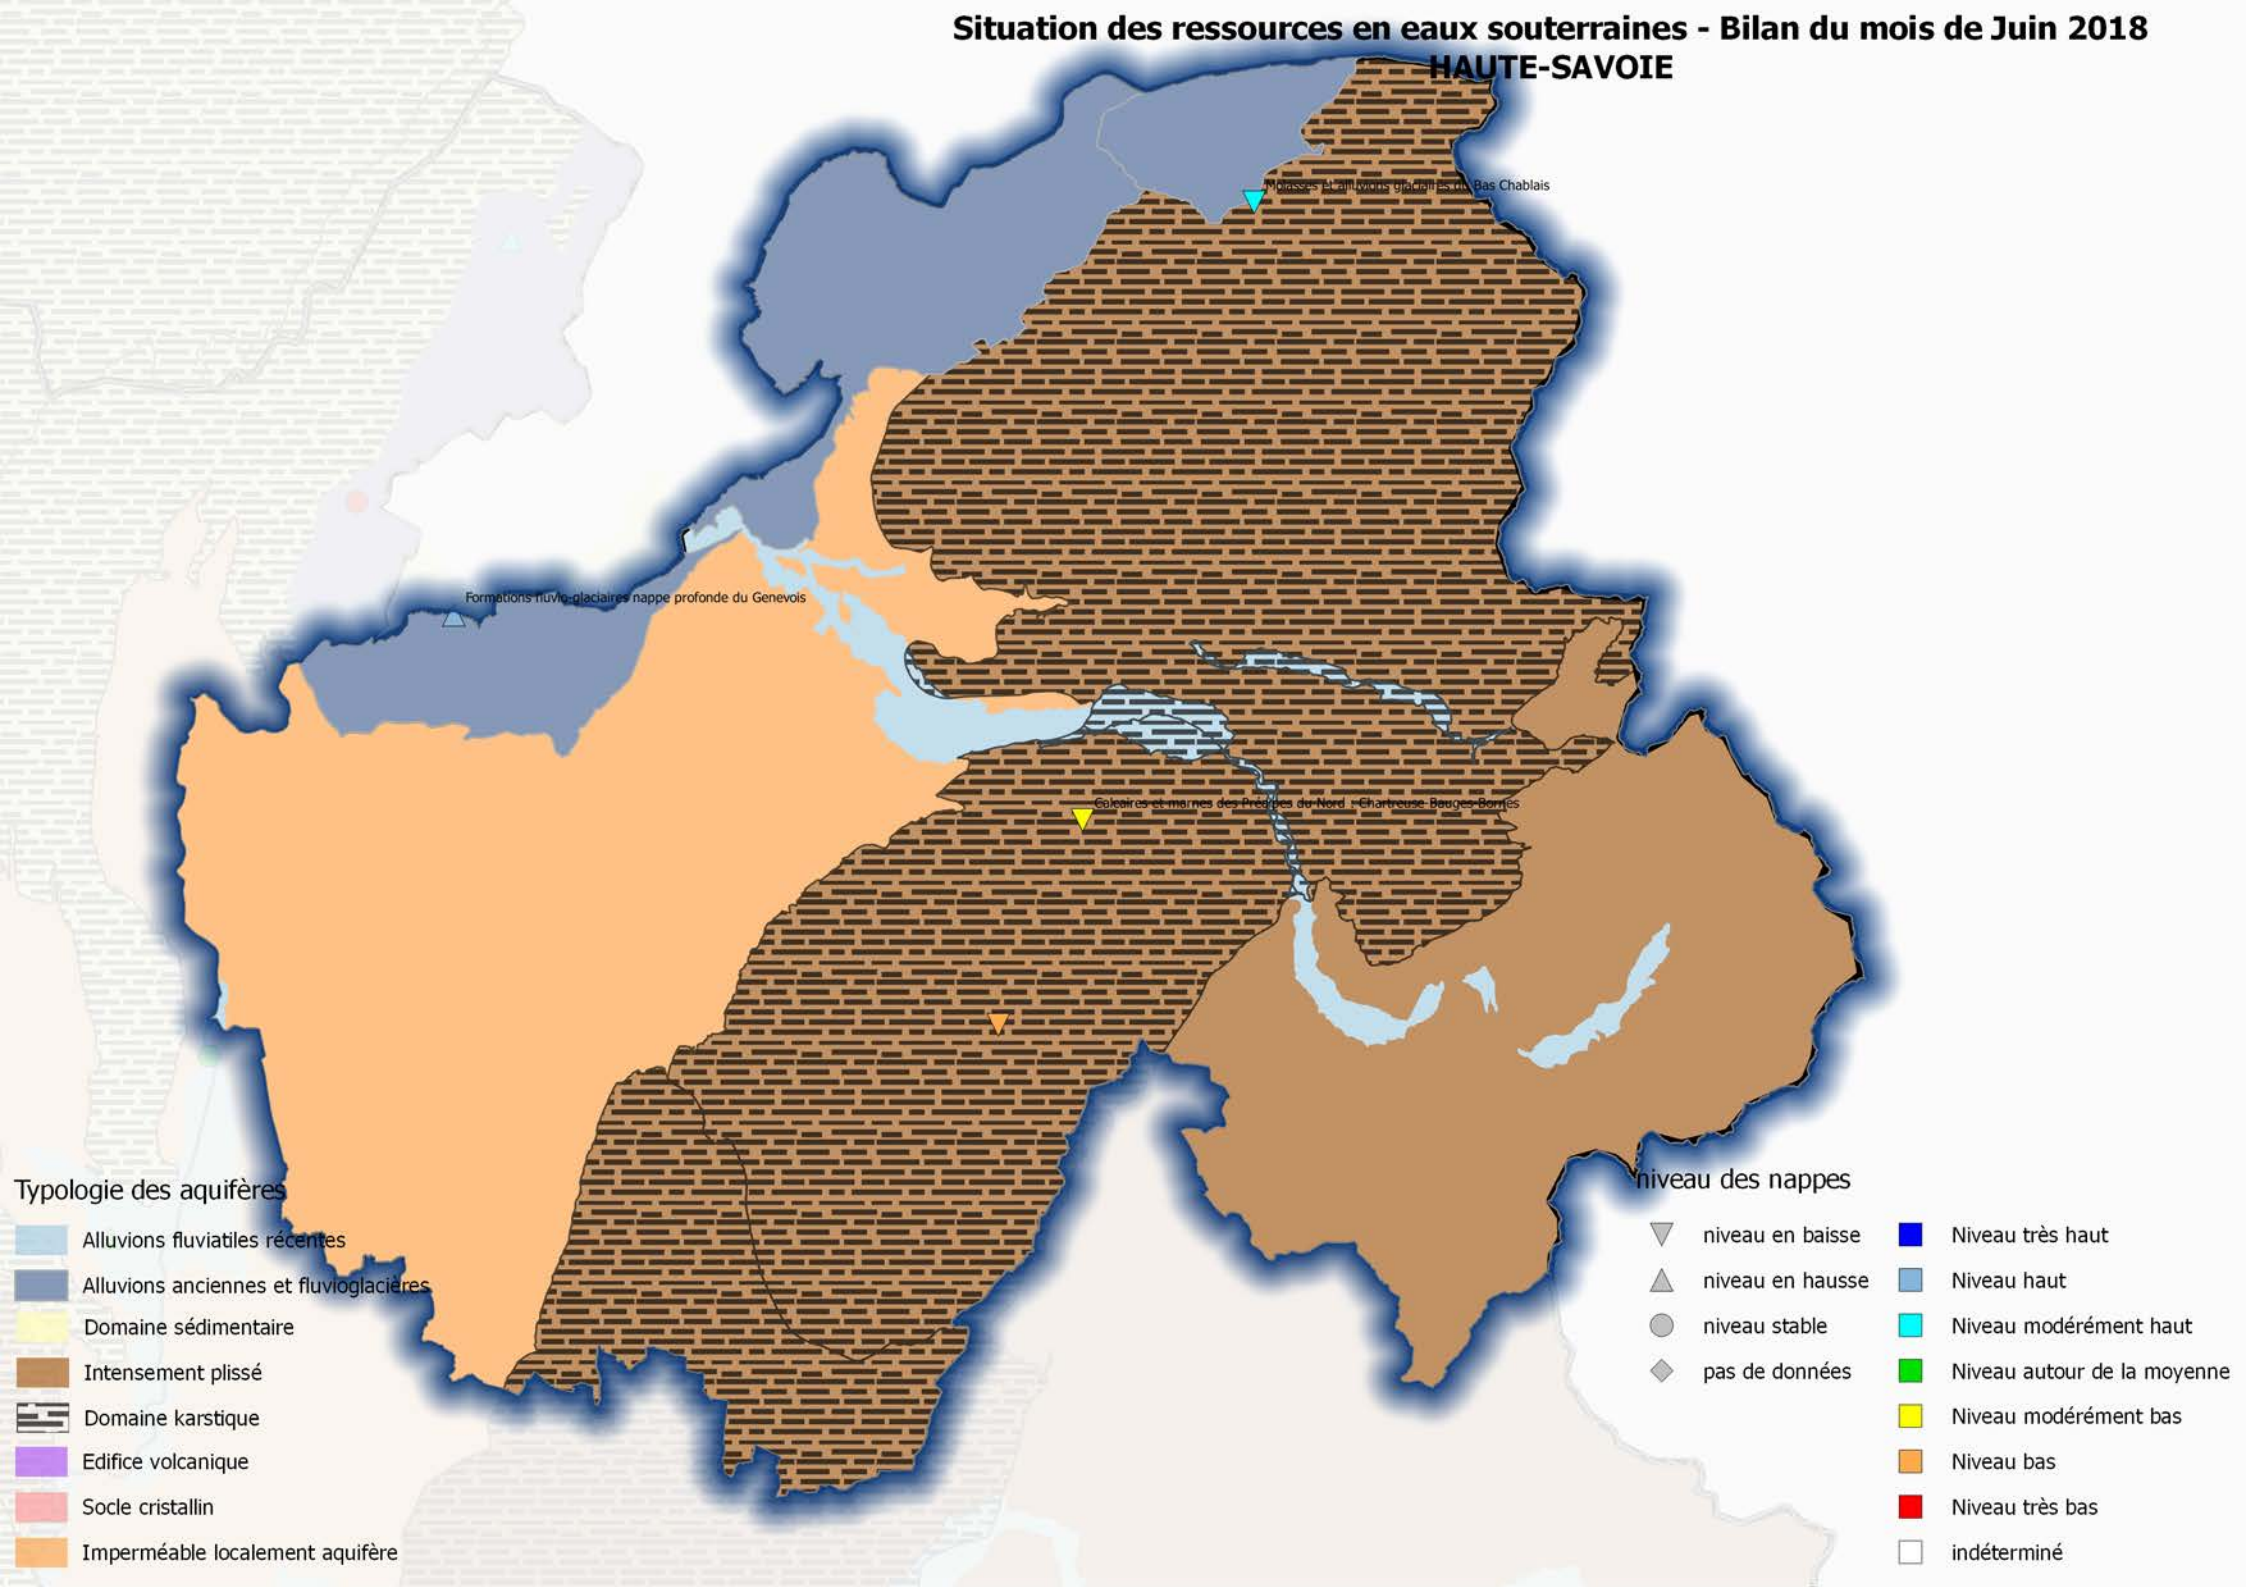 Situation des ressources en eaux souterraines - Bilan du mois de Juin 2018
HAUTE-SAVOIE
Molasses et alluvions glaciaires du Bas Chablais
Formations fluvio-glaciaires nappe profonde du Genevois
Calcaires et marnes des Préalpes du Nord : Chartreuse-Bauges-Bornes
Typologie des aquifères
Alluvions fluviatiles récentes
Alluvions anciennes et fluvioglacières
Domaine sédimentaire
Intensement plissé
Domaine karstique
Edifice volcanique
Socle cristallin
Imperméable localement aquifère
niveau des nappes
niveau en baisse
niveau en hausse
niveau stable
pas de données
Niveau très haut
Niveau haut
Niveau modérément haut
Niveau autour de la moyenne
Niveau modérément bas
Niveau bas
Niveau très bas
indéterminé